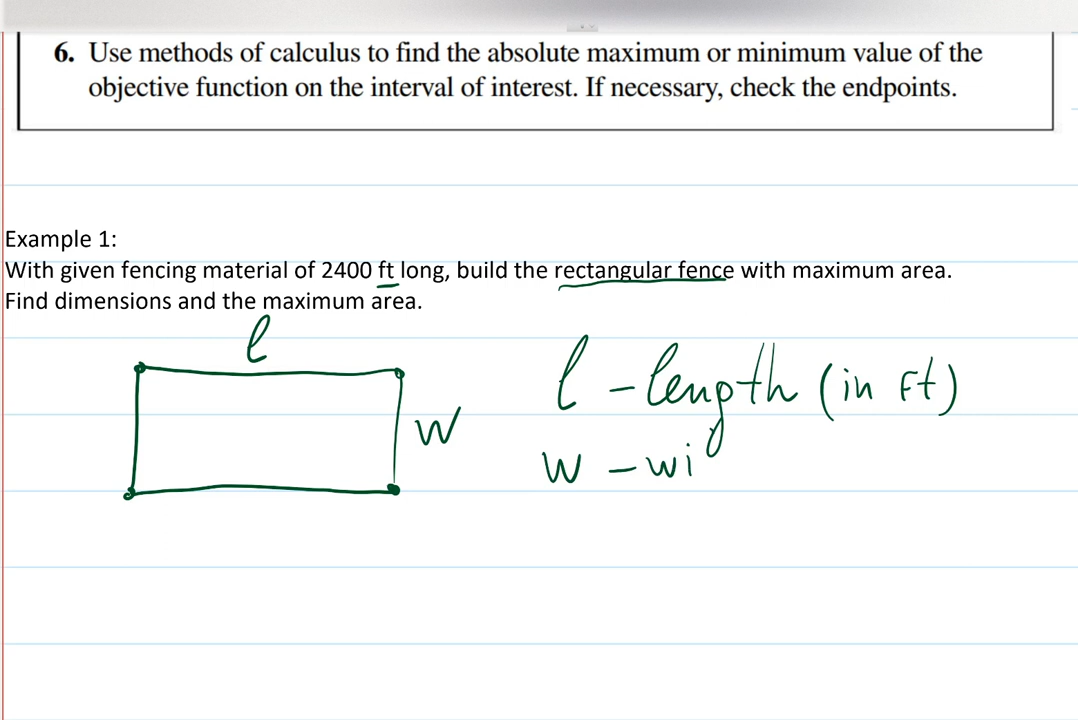 6. Use methods of calculus to find the absolute maximum or minimum value of the
objective function on the interval of interest. If necessary, check the endpoints.
Example 1:
With given fencing material of 2400 ft long, build the rectangular fence with maximum area.
Find dimensions and the maximum area.
l
l - length (in ft)
W
W - wi